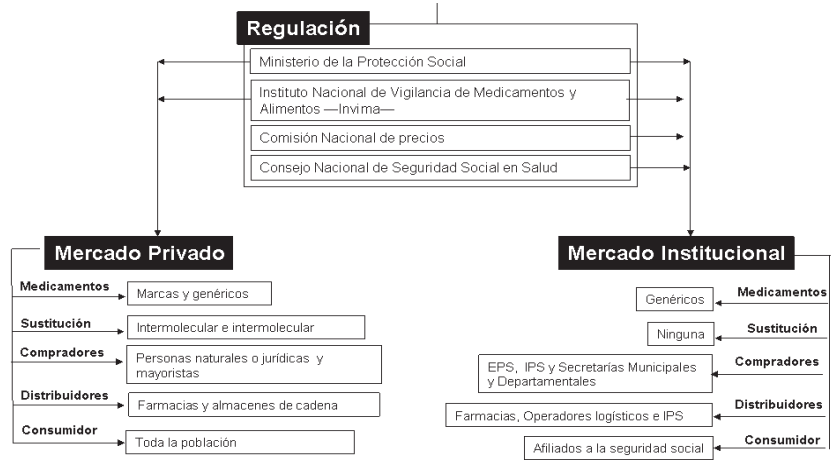 Regulación
Ministerio de la Protección Social
Instituto Nacional de Vigilancia de Medicamentos y
Alimentos —Invima—
Comisión Nacional de precios
Consejo Nacional de Seguridad Social en Salud
Mercado Privado
Medicamentos
Marcas y genéricos
Sustitución
Intermolecular e intermolecular
Compradores
Personas naturales o jurídicas y
mayoristas
Distribuidores
Farmacias y almacenes de cadena
Consumidor
Toda la población
Mercado Institucional
Medicamentos
Genéricos
Sustitución
Ninguna
Compradores
EPS, IPS y Secretarías Municipales
y Departamentales
Distribuidores
Farmacias, Operadores logísticos e IPS
Consumidor
Afiliados a la seguridad social